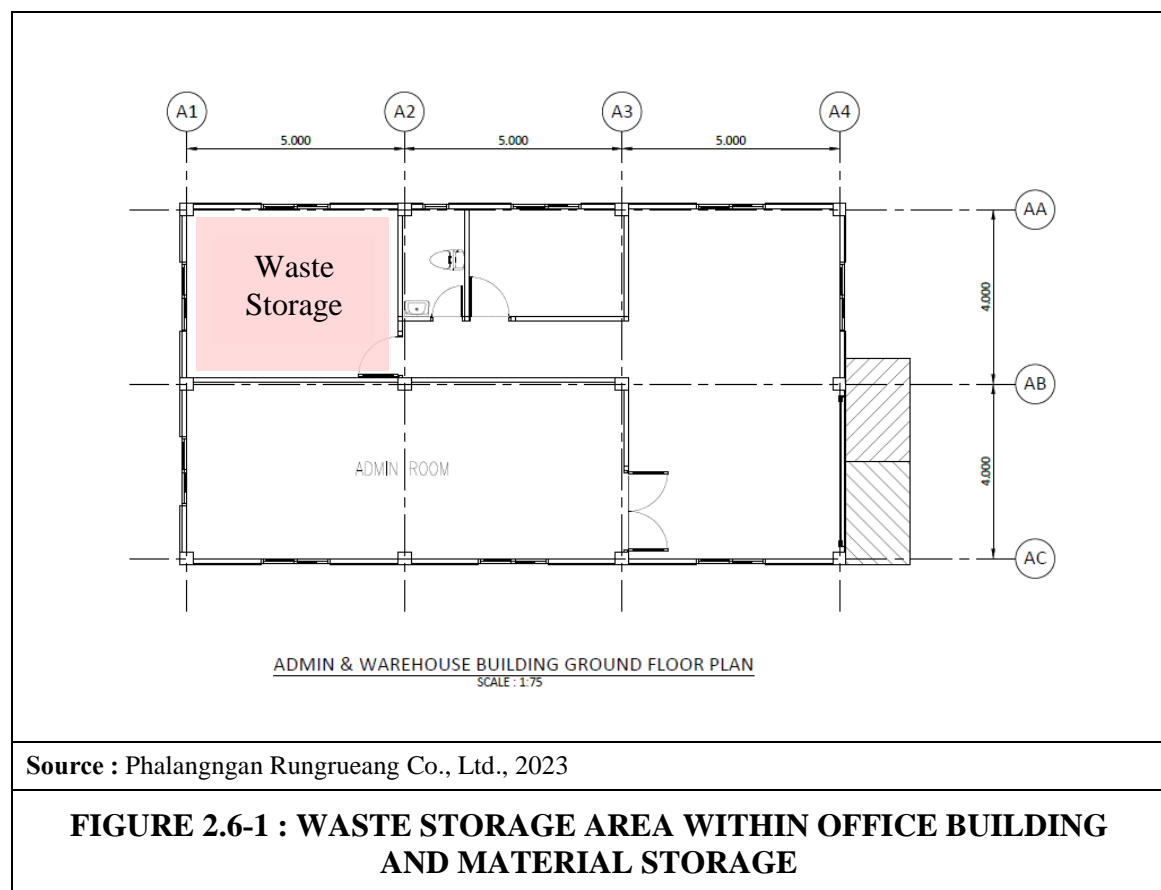 A1
A2
A3
A4
5.000
5.000
5.000
AA
Waste
Storage
4.000
AB
ADMIN ROOM
4.000
AC
ADMIN & WAREHOUSE BUILDING GROUND FLOOR PLAN
SCALE : 1:75
Source : Phalangngan Rungrueang Co., Ltd., 2023
FIGURE 2.6-1 : WASTE STORAGE AREA WITHIN OFFICE BUILDING
AND MATERIAL STORAGE